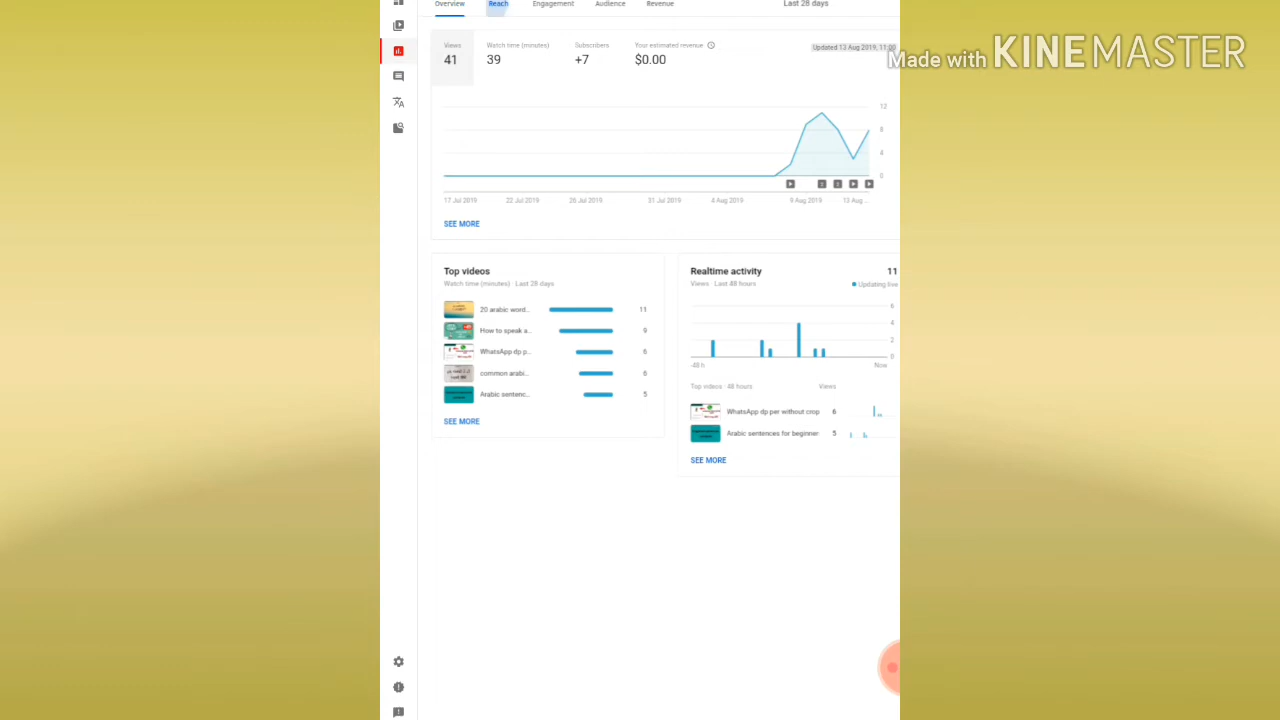 Overview Reach Engagement Audience Revenue Last 28 days
Views Watch time (minutes) Subscribers Your estimated revenue Updated 13 Aug 2019, 11:00
41 39 +7 $0.00
Made with KINEMASTER
12
8
4
0
17 Jul 2019 22 Jul 2019 26 Jul 2019 31 Jul 2019 4 Aug 2019 9 Aug 2019 13 Aug ...
SEE MORE
Top videos
Watch time (minutes) · Last 28 days
20 arabic word... 11
How to speak a... 9
WhatsApp dp p... 6
common arabi... 6
Arabic sentenc... 5
SEE MORE
Realtime activity 11
Views · Last 48 hours Updating live
6
4
2
0
-48 h Now
Top videos · 48 hours Views
WhatsApp dp per without crop 6
Arabic sentences for beginner 5
SEE MORE